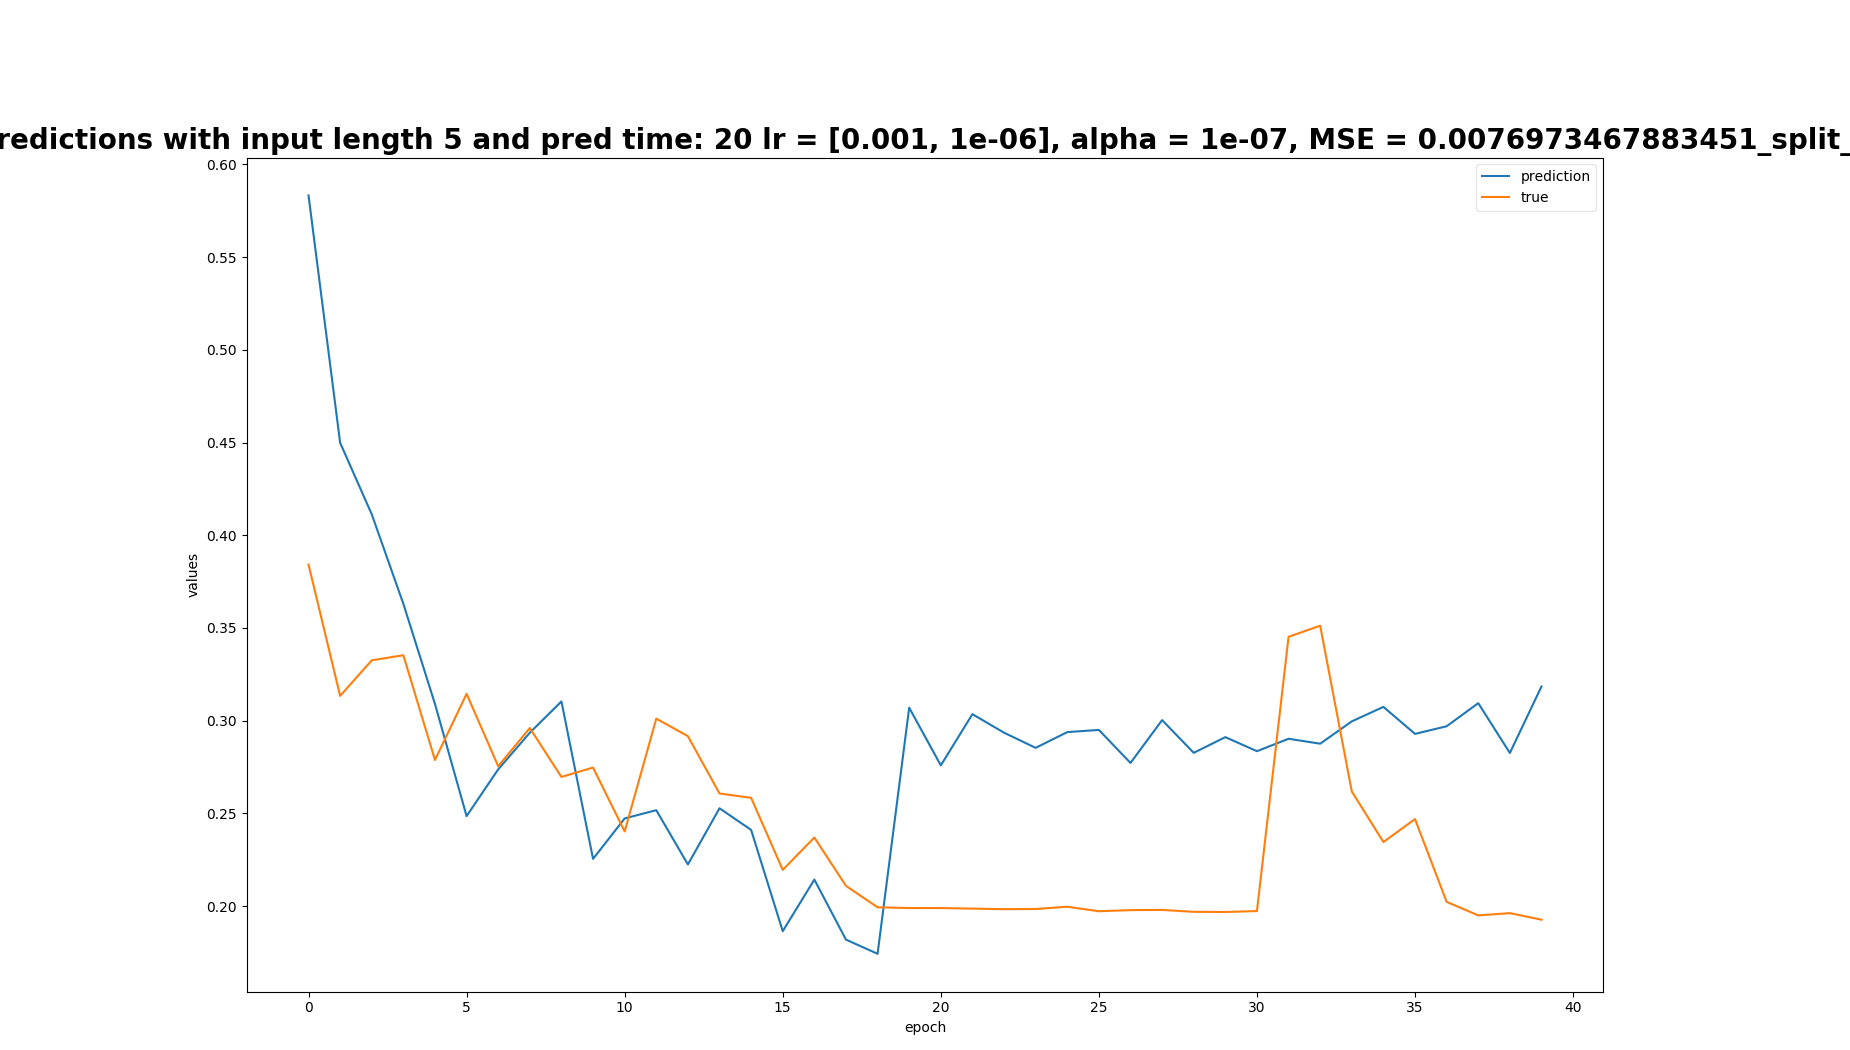 redictions with input length 5 and pred time: 20 lr = [0.001, 1e-06], alpha = 1e-07, MSE = 0.0076973467883451_split_
prediction
true
0.60
0.55
0.50
0.45
0.40
0.35
0.30
0.25
0.20
values
0 5 10 15 20 25 30 35 40
epoch